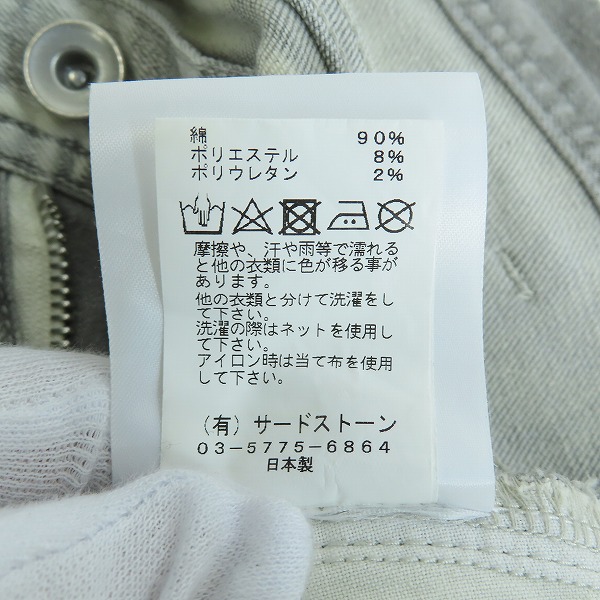 綿 90%
ポリエステル 8%
ポリウレタン 2%
摩擦や、汗や雨等で濡れる
と他の衣類に色が移る事が
あります。
他の衣類と分けて洗濯をし
て下さい。
洗濯の際はネットを使用し
て下さい。
アイロン時は当て布を使用
して下さい。
(有)サードストーン
03-5775-6864
日本製